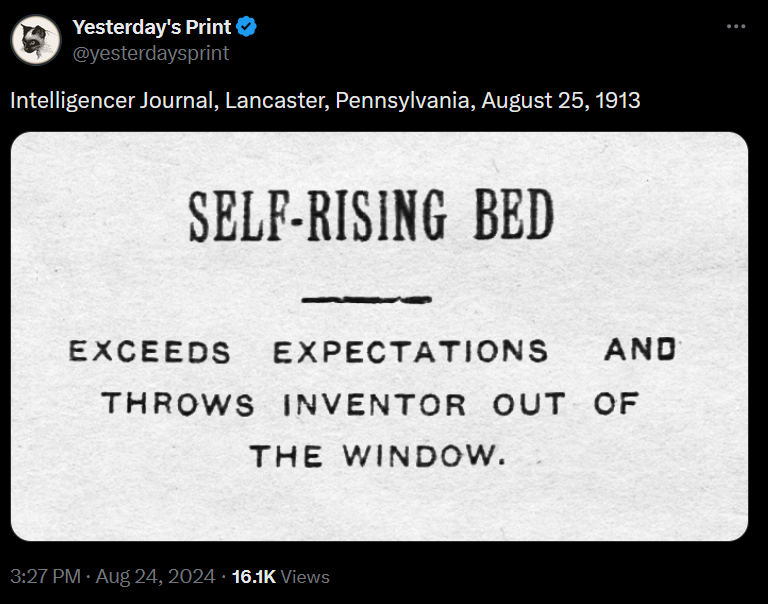 Yesterday's Print
@yesterdaysprint
Intelligencer Journal, Lancaster, Pennsylvania, August 25, 1913
SELF-RISING BED
EXCEEDS EXPECTATIONS AND
THROWS INVENTOR OUT OF
THE WINDOW.
3:27 PM · Aug 24, 2024 · 16.1K Views